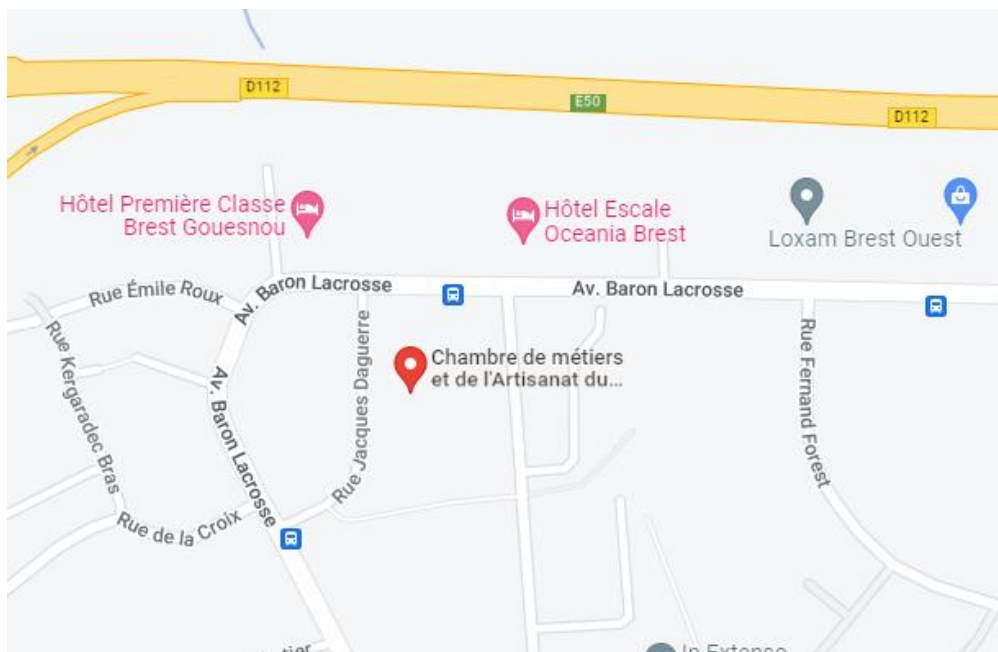 D112
E50
D112
Hôtel Première Classe
Brest Gouesnou
Hôtel Escale
Oceania Brest
Loxam Brest Ouest
Rue Émile Roux
Av. Baron Lacrosse
Av. Baron Lacrosse
Rue Kergaradec Bras
Av. Baron Lacrosse
Rue Jacques Daguerre
Chambre de métiers
et de l'Artisanat du...
Rue Fernand Forest
Rue de la Croix
In Extenso